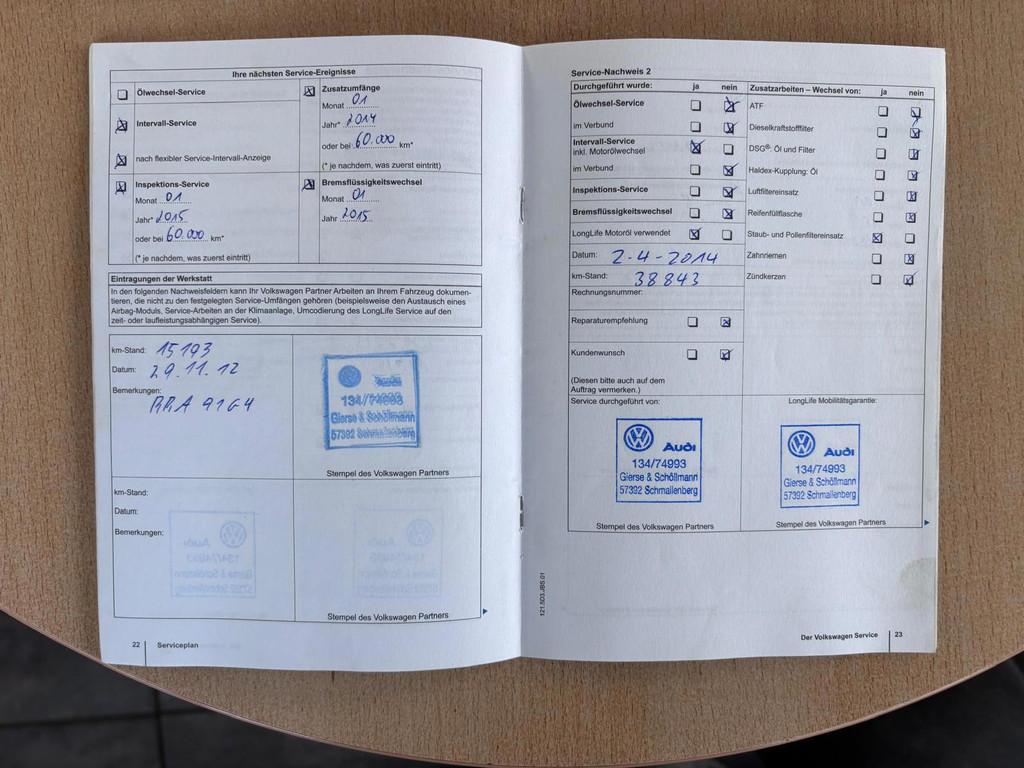 Ihre nächsten Service-Ereignisse
Ölwechsel-Service
Intervall-Service
nach flexibler Service-Intervall-Anzeige
Zusatzumfänge
Monat 01
Jahr* 2014
oder bei 60.000 km*
(* je nachdem, was zuerst eintritt)
Inspektions-Service
Monat 01
Jahr* 2015
oder bei 60.000 km*
(* je nachdem, was zuerst eintritt)
Bremsflüssigkeitswechsel
Monat 01
Jahr 2015
Eintragungen der Werkstatt
In den folgenden Nachweisfeldern kann Ihr Volkswagen Partner Arbeiten an Ihrem Fahrzeug dokumen-
tieren, die nicht zu den festgelegten Service-Umfängen gehören (beispielsweise den Austausch eines
Airbag-Moduls, Service-Arbeiten an der Klimaanlage, Umcodierung des LongLife Service auf den
zeit- oder laufleistungsabhängigen Service).
km-Stand: 15193
Datum: 29.11.12
Bemerkungen:
RRA 91G4
Audi
134/74993
Gierse & Schöllmann
57392 Schmallenberg
Stempel des Volkswagen Partners
km-Stand:
Datum:
Bemerkungen:
Stempel des Volkswagen Partners
22 Serviceplan
Service-Nachweis 2
Durchgeführt wurde: ja nein
Ölwechsel-Service
im Verbund
Intervall-Service
inkl. Motorölwechsel
im Verbund
Inspektions-Service
Bremsflüssigkeitswechsel
LongLife Motoröl verwendet
Datum: 2-4-2014
km-Stand: 38843
Rechnungsnummer:
Reparaturempfehlung
Kundenwunsch
(Diesen bitte auch auf dem
Auftrag vermerken.)
Zusatzarbeiten – Wechsel von: ja nein
ATF
Dieselkraftstofffilter
DSG®: Öl und Filter
Haldex-Kupplung: Öl
Luftfiltereinsatz
Reifenfüllflasche
Staub- und Pollenfiltereinsatz
Zahnriemen
Zündkerzen
Service durchgeführt von:
Audi
134/74993
Gierse & Schöllmann
57392 Schmallenberg
Stempel des Volkswagen Partners
LongLife Mobilitätsgarantie:
Audi
134/74993
Gierse & Schöllmann
57392 Schmallenberg
Stempel des Volkswagen Partners
121.5D3.JBS.01
Der Volkswagen Service 23